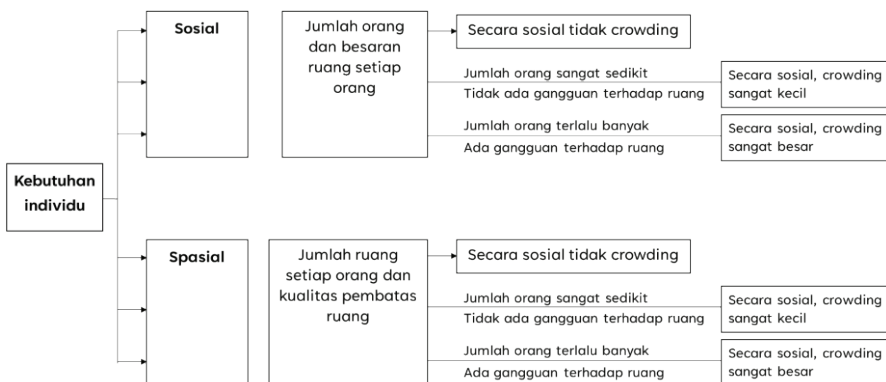 Kebutuhan
individu
Sosial
Jumlah orang
dan besaran
ruang setiap
orang
Secara sosial tidak crowding
Jumlah orang sangat sedikit
Tidak ada gangguan terhadap ruang
Secara sosial, crowding
sangat kecil
Jumlah orang terlalu banyak
Ada gangguan terhadap ruang
Secara sosial, crowding
sangat besar
Spasial
Jumlah ruang
setiap orang dan
kualitas pembatas
ruang
Secara sosial tidak crowding
Jumlah orang sangat sedikit
Tidak ada gangguan terhadap ruang
Secara sosial, crowding
sangat kecil
Jumlah orang terlalu banyak
Ada gangguan terhadap ruang
Secara sosial, crowding
sangat besar